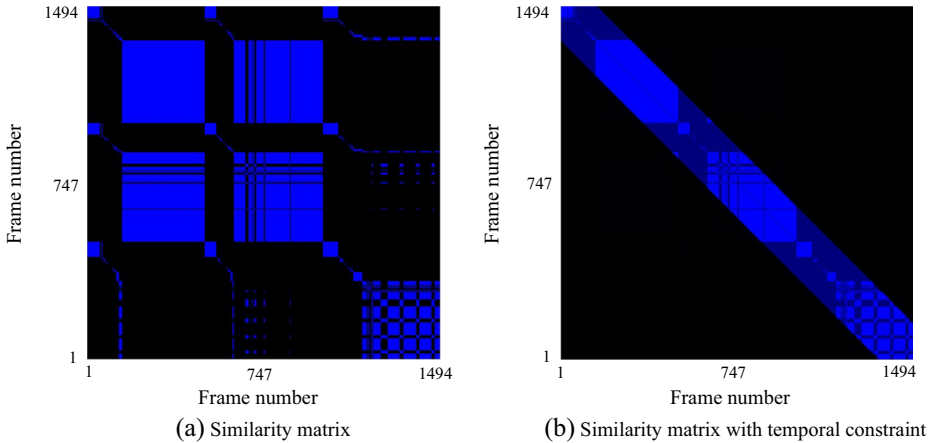 1494
747
1
Frame number
1
747
1494
Frame number
(a) Similarity matrix
1494
747
1
Frame number
1
747
1494
Frame number
(b) Similarity matrix with temporal constraint